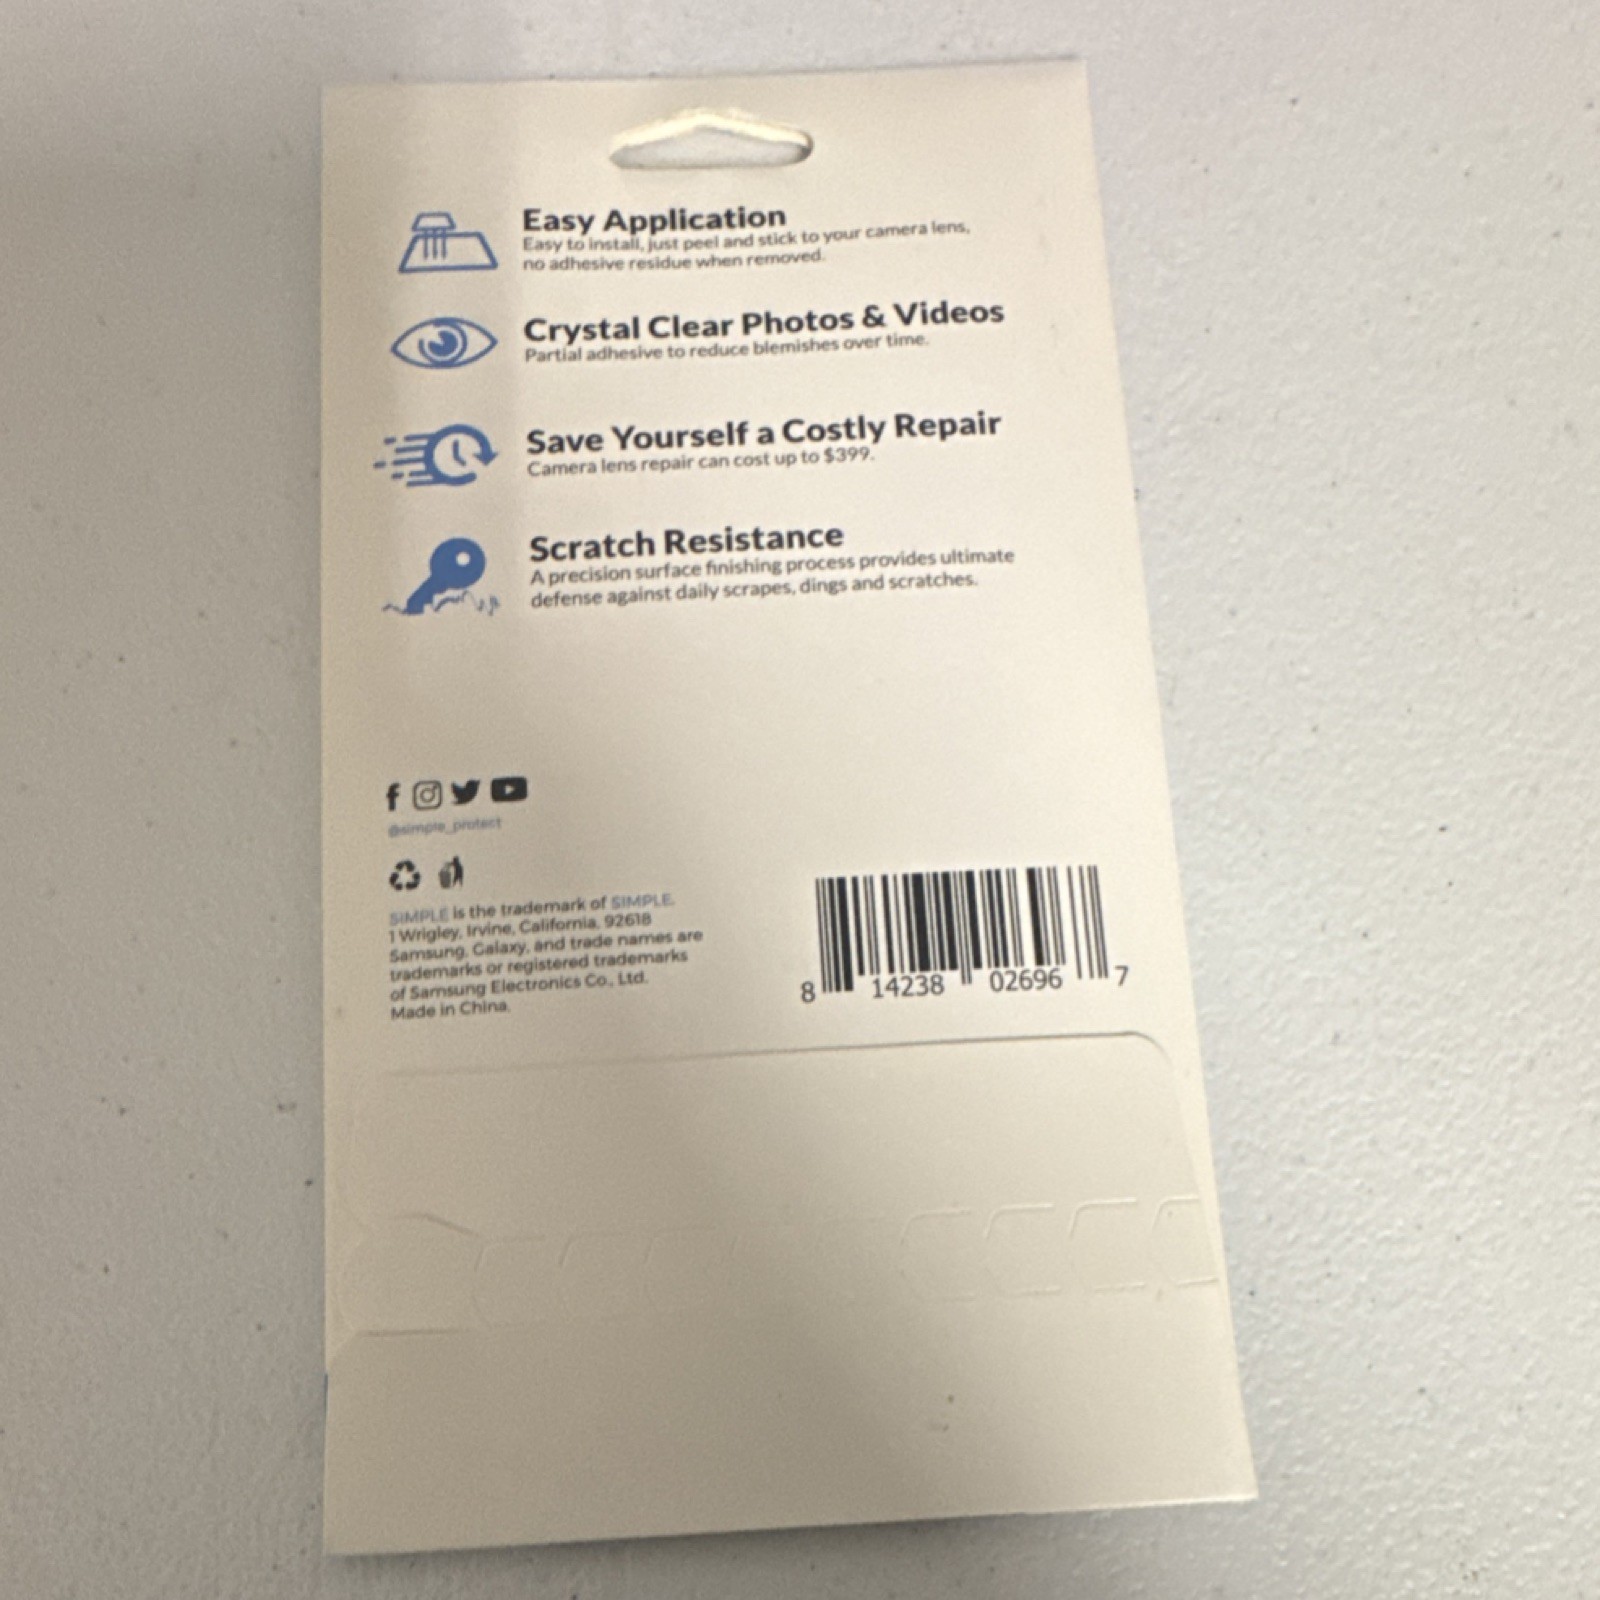 Easy Application
Easy to install, just peel and stick to your camera lens,
no adhesive residue when removed.
Crystal Clear Photos & Videos
Partial adhesive to reduce blemishes over time.
Save Yourself a Costly Repair
Camera lens repair can cost up to $399.
Scratch Resistance
A precision surface finishing process provides ultimate
defense against daily scrapes, dings and scratches.
@simple_protect
SIMPLE is the trademark of SIMPLE.
1 Wrigley, Irvine, California, 92618
Samsung, Galaxy, and trade names are
trademarks or registered trademarks
of Samsung Electronics Co., Ltd.
Made in China.
8 14238 02696 7